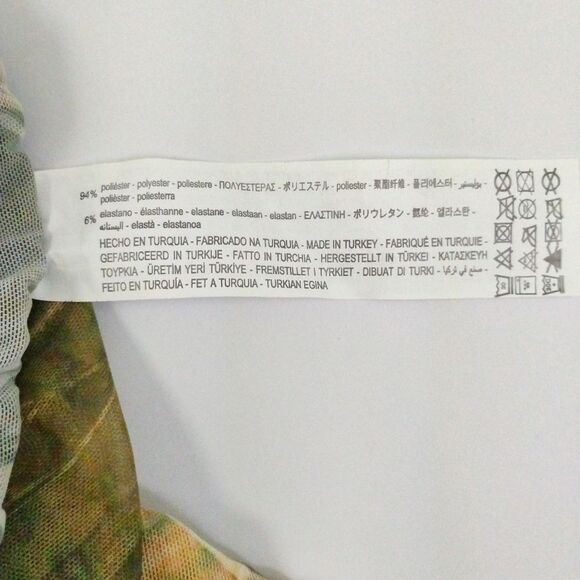 94% poliéster - polyester - poliestere - ΠΟΛΥΕΣΤΕΡΑΣ - ポリエステル - poliester - 聚酯纤维 - 폴리에스터 - بوليستير -
polièster - poliesterra
6% elastano - élasthanne - elastane - elastaan - elastan - ΕΛΑΣΤΙΝΗ - ポリウレタン - 氨纶 - 엘라스탄 -
اليستانه - elastà - elastanoa
HECHO EN TURQUIA - FABRICADO NA TURQUIA - MADE IN TURKEY - FABRIQUÉ EN TURQUIE -
GEFABRICEERD IN TURKIJE - FATTO IN TURCHIA - HERGESTELLT IN TÜRKEI - ΚΑΤΑΣΚΕΥΗ
ΤΟΥΡΚΙΑ - ÜRETİM YERİ TÜRKİYE - FREMSTILLET I TYRKIET - DIBUAT DI TURKI - صنع في تركيا -
FEITO EN TURQUÍA - FET A TURQUIA - TURKIAN EGINA